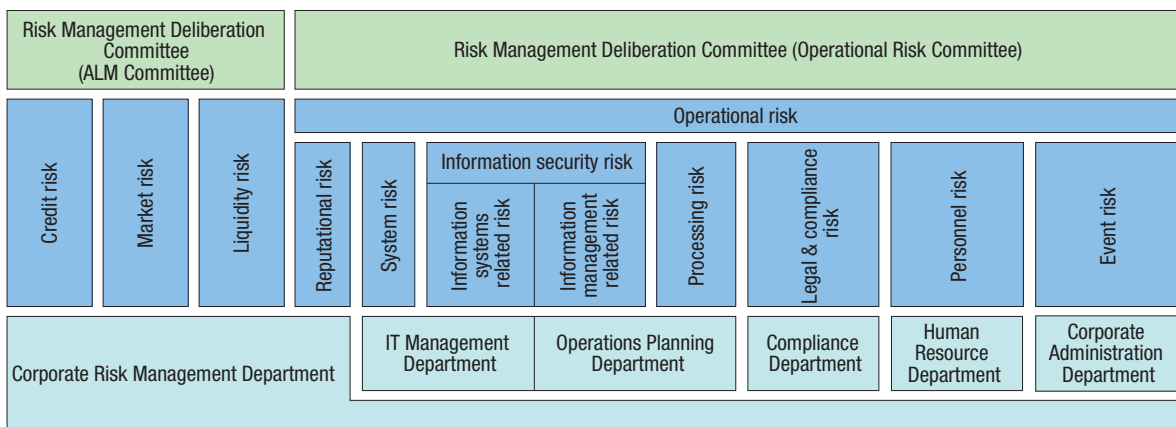 Risk Management Deliberation
Committee
(ALM Committee)
Risk Management Deliberation Committee (Operational Risk Committee)
Credit risk
Market risk
Liquidity risk
Operational risk
Reputational risk
System risk
Information security risk
Information
systems
related risk
Information
management
related risk
Processing risk
Legal & compliance
risk
Personnel risk
Event risk
Corporate Risk Management Department
IT Management
Department
Operations Planning
Department
Compliance
Department
Human
Resource
Department
Corporate
Administration
Department